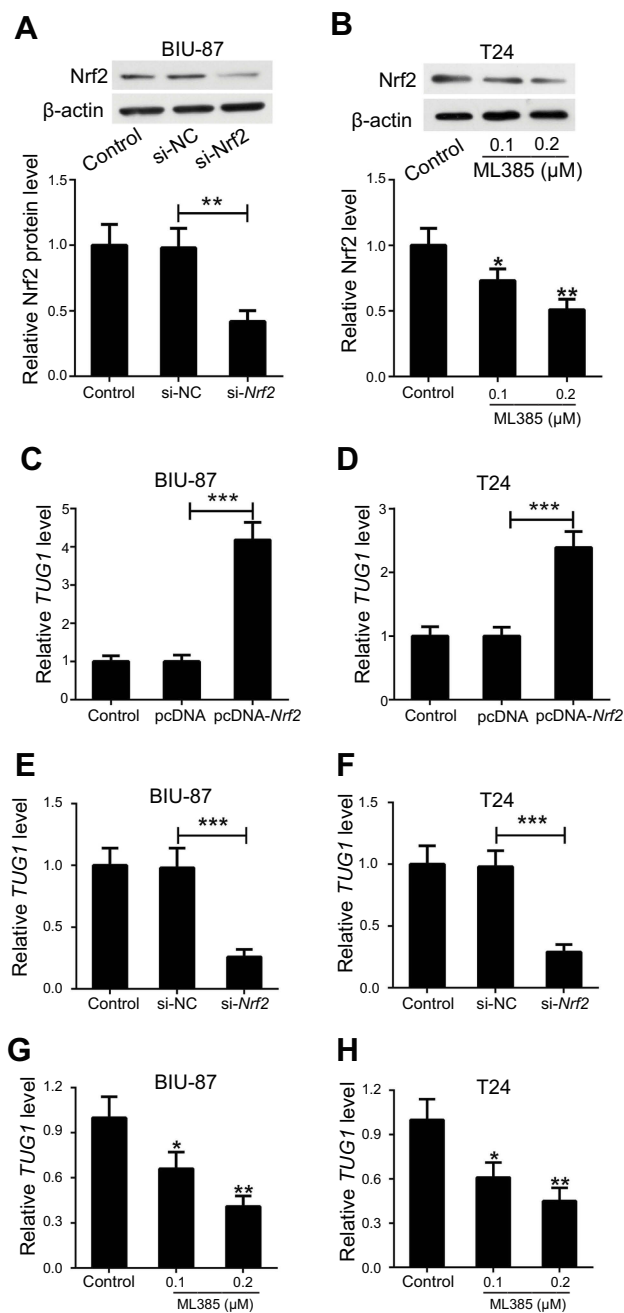 A
BIU-87
Nrf2
β-actin
Control
si-NC
si-Nrf2
Relative Nrf2 protein level
1.5
1.0
0.5
0.0
**
Control
si-NC
si-Nrf2
B
T24
Nrf2
β-actin
Control
0.1
0.2
ML385 (μM)
Relative Nrf2 level
1.5
1.0
0.5
0.0
*
**
Control
0.1
0.2
ML385 (μM)
C
BIU-87
Relative TUG1 level
5
4
2
1
0
***
Control
pcDNA
pcDNA-Nrf2
D
T24
Relative TUG1 level
3
2
1
0
***
Control
pcDNA
pcDNA-Nrf2
E
BIU-87
Relative TUG1 level
1.5
1.0
0.5
0.0
***
Control
si-NC
si-Nrf2
F
T24
Relative TUG1 level
1.5
1.0
0.5
0.0
***
Control
si-NC
si-Nrf2
G
BIU-87
Relative TUG1 level
1.2
0.9
0.6
0.3
0.0
*
**
Control
0.1
0.2
ML385 (μM)
H
T24
Relative TUG1 level
1.2
0.9
0.6
0.3
0.0
*
**
Control
0.1
0.2
ML385 (μM)